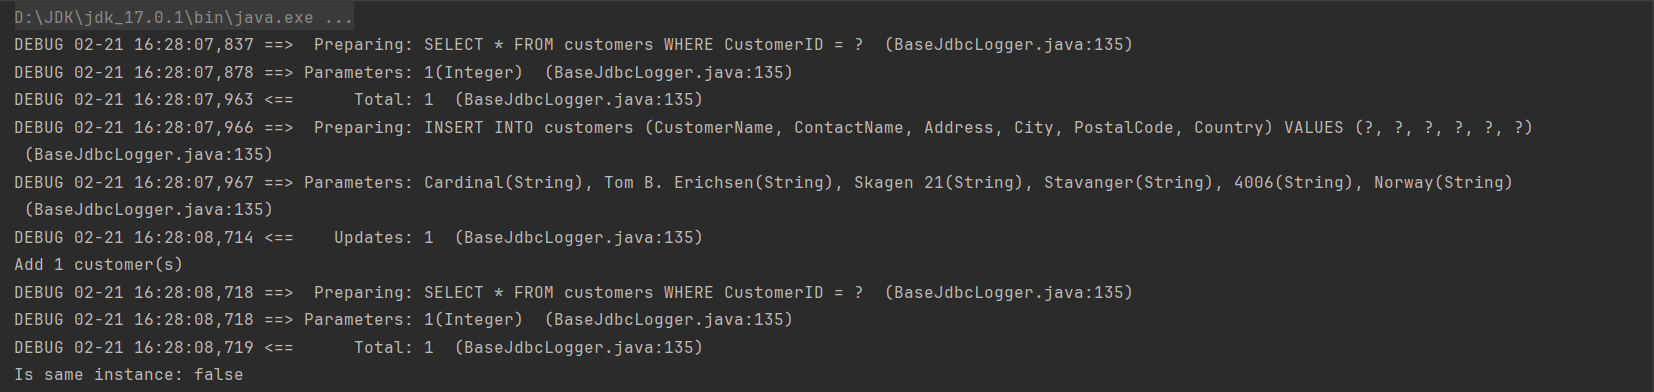 D:\JDK\jdk_17.0.1\bin\java.exe ...
DEBUG 02-21 16:28:07,837 ==>  Preparing: SELECT * FROM customers WHERE CustomerID = ?  (BaseJdbcLogger.java:135)
DEBUG 02-21 16:28:07,878 ==> Parameters: 1(Integer)  (BaseJdbcLogger.java:135)
DEBUG 02-21 16:28:07,963 <==      Total: 1  (BaseJdbcLogger.java:135)
DEBUG 02-21 16:28:07,966 ==>  Preparing: INSERT INTO customers (CustomerName, ContactName, Address, City, PostalCode, Country) VALUES (?, ?, ?, ?, ?, ?)
 (BaseJdbcLogger.java:135)
DEBUG 02-21 16:28:07,967 ==> Parameters: Cardinal(String), Tom B. Erichsen(String), Skagen 21(String), Stavanger(String), 4006(String), Norway(String)
 (BaseJdbcLogger.java:135)
DEBUG 02-21 16:28:08,714 <==    Updates: 1  (BaseJdbcLogger.java:135)
Add 1 customer(s)
DEBUG 02-21 16:28:08,718 ==>  Preparing: SELECT * FROM customers WHERE CustomerID = ?  (BaseJdbcLogger.java:135)
DEBUG 02-21 16:28:08,718 ==> Parameters: 1(Integer)  (BaseJdbcLogger.java:135)
DEBUG 02-21 16:28:08,719 <==      Total: 1  (BaseJdbcLogger.java:135)
Is same instance: false